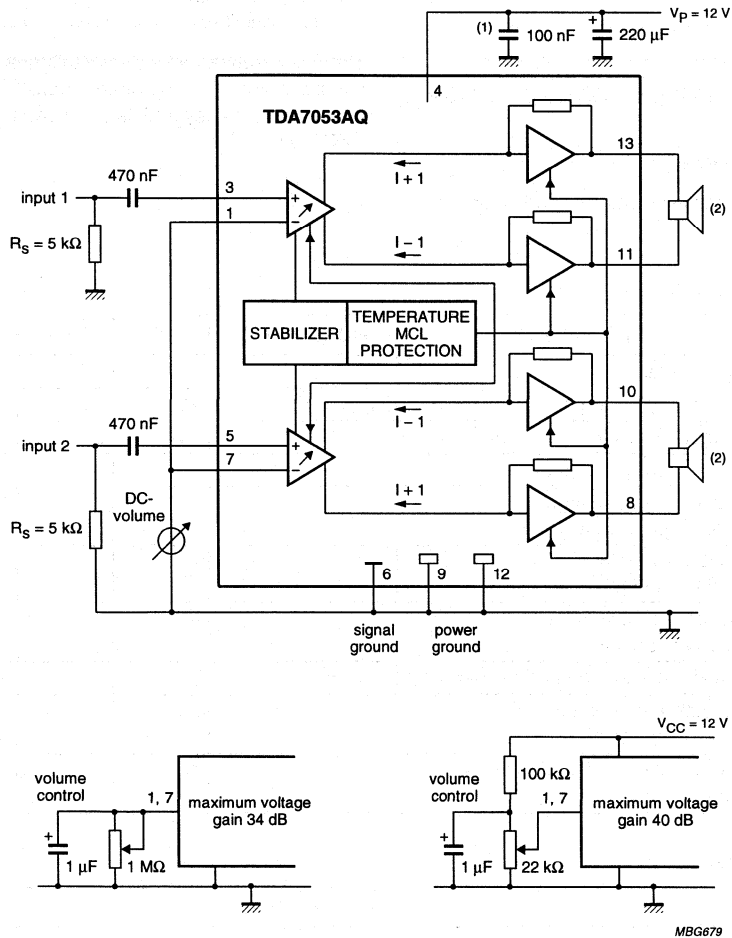 V_P = 12 V
(1)
100 nF
220 μF
4
TDA7053AQ
13
470 nF
input 1
3
1
I + 1
(2)
R_S = 5 kΩ
I − 1
11
STABILIZER
TEMPERATURE
MCL
PROTECTION
470 nF
10
input 2
5
7
I − 1
(2)
DC-
volume
I + 1
8
R_S = 5 kΩ
6
9
12
signal
ground
power
ground
volume
control
1, 7
maximum voltage
gain 34 dB
+
1 μF
1 MΩ
V_CC = 12 V
100 kΩ
volume
control
1, 7
maximum voltage
gain 40 dB
+
1 μF
22 kΩ
MBG679